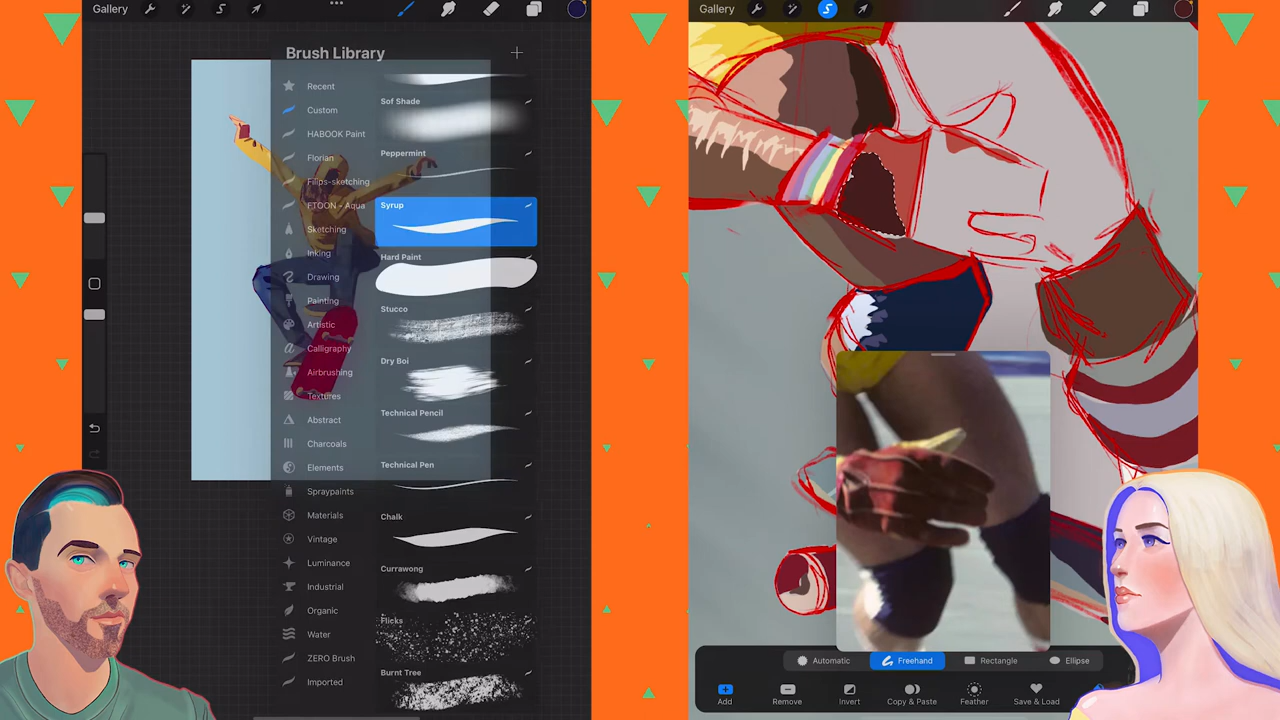 Gallery
Brush Library
Recent
Custom
HABOOK Paint
Florian
Filips-sketching
FTOON - Aqua
Sketching
Inking
Drawing
Painting
Artistic
Calligraphy
Airbrushing
Textures
Abstract
Charcoals
Elements
Spraypaints
Materials
Vintage
Luminance
Industrial
Organic
Water
ZERO Brush
Imported
Sof Shade
Peppermint
Syrup
Hard Paint
Stucco
Dry Boi
Technical Pencil
Technical Pen
Chalk
Currawong
Flicks
Burnt Tree
Gallery
Automatic
Freehand
Rectangle
Ellipse
Add
Remove
Invert
Copy & Paste
Feather
Save & Load